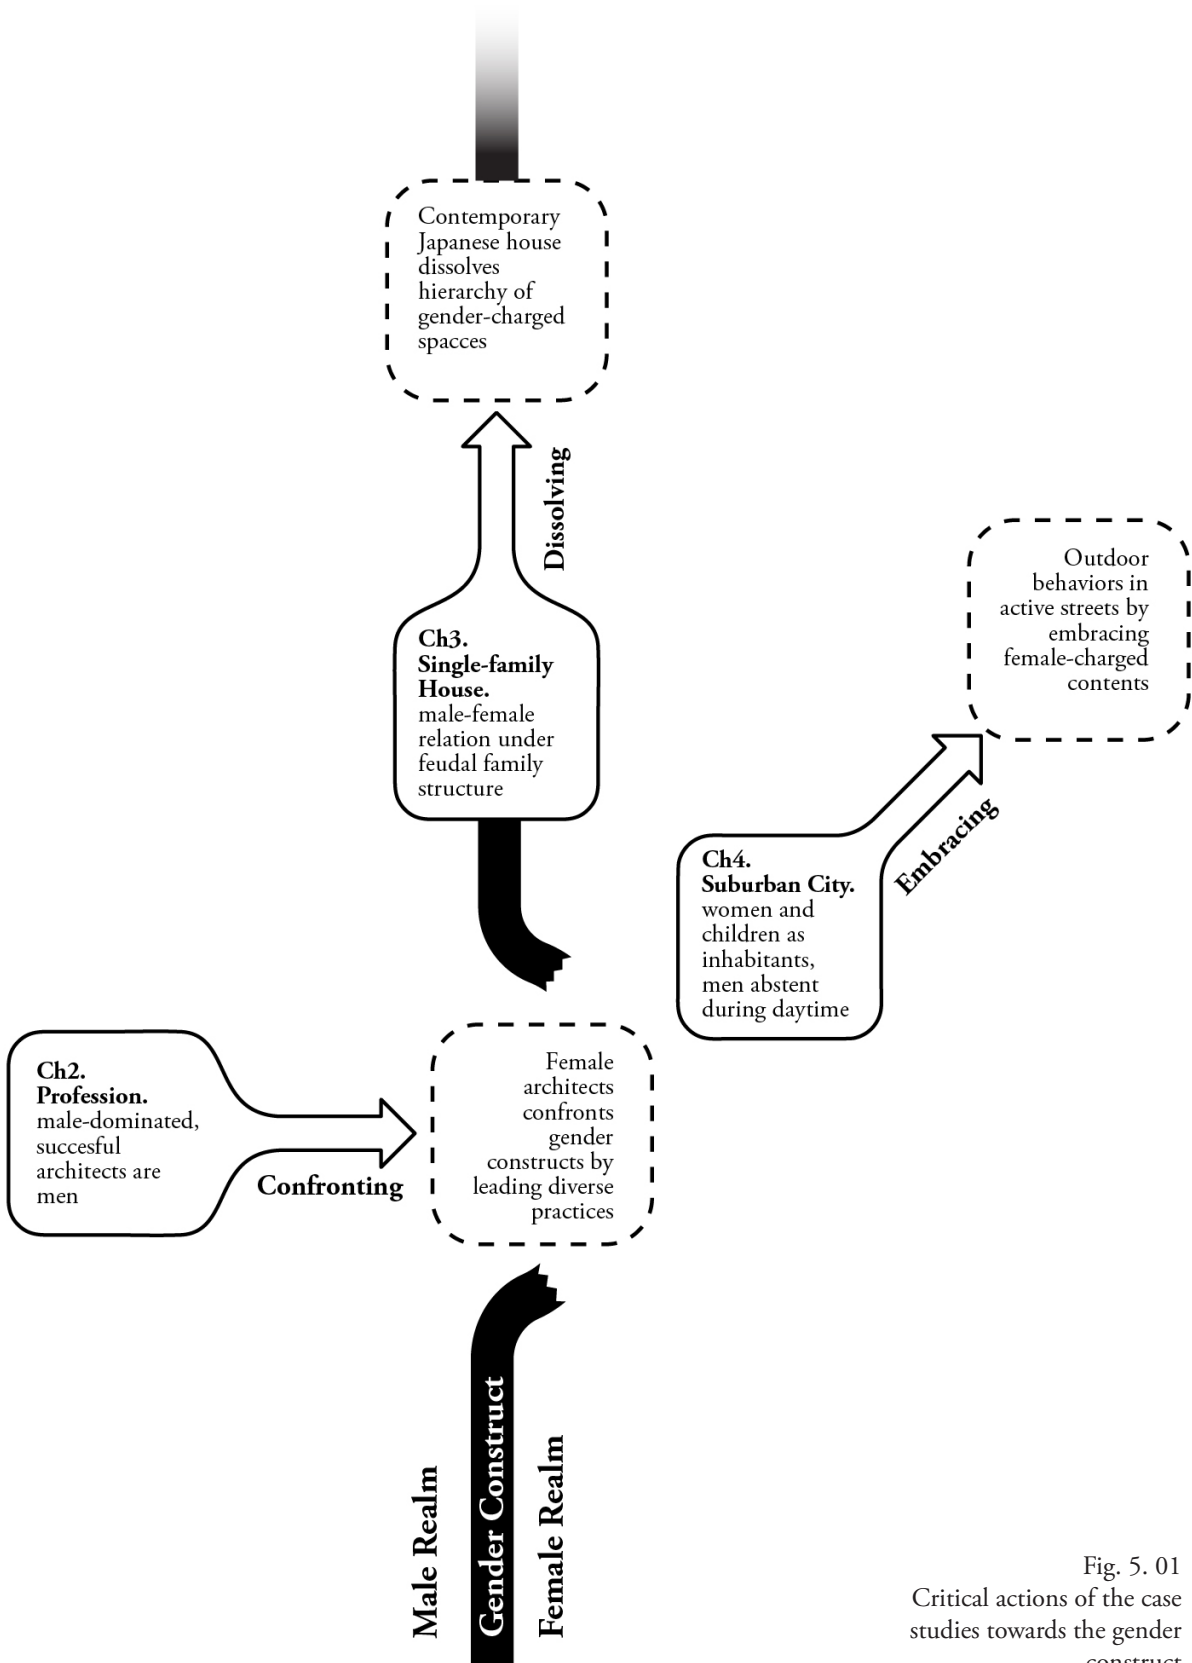 Contemporary
Japanese house
dissolves
hierarchy of
gender-charged
spacces
Dissolving
Outdoor
behaviors in
active streets by
embracing
female-charged
contents
Ch3.
Single-family
House.
male-female
relation under
feudal family
structure
Embracing
Ch4.
Suburban City.
women and
children as
inhabitants,
men abstent
during daytime
Ch2.
Profession.
male-dominated,
succesful
architects are
men
Confronting
Female
architects
confronts
gender
constructs by
leading diverse
practices
Male Realm
Gender Construct
Female Realm
Fig. 5. 01
Critical actions of the case
studies towards the gender
construct